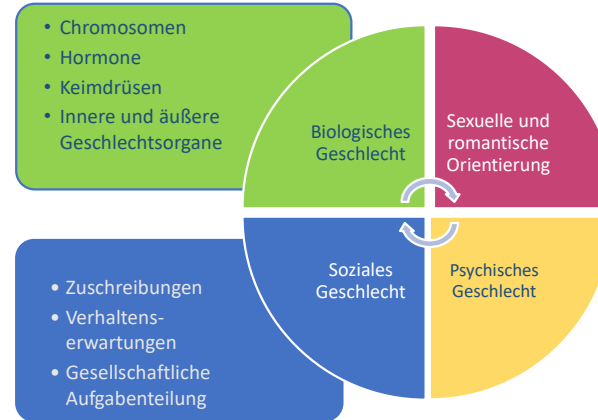 • Chromosomen
• Hormone
• Keimdrüsen
• Innere und äußere
Geschlechtsorgane
Biologisches
Geschlecht
Sexuelle und
romantische
Orientierung
• Zuschreibungen
• Verhaltens-
erwartungen
• Gesellschaftliche
Aufgabenteilung
Soziales
Geschlecht
Psychisches
Geschlecht